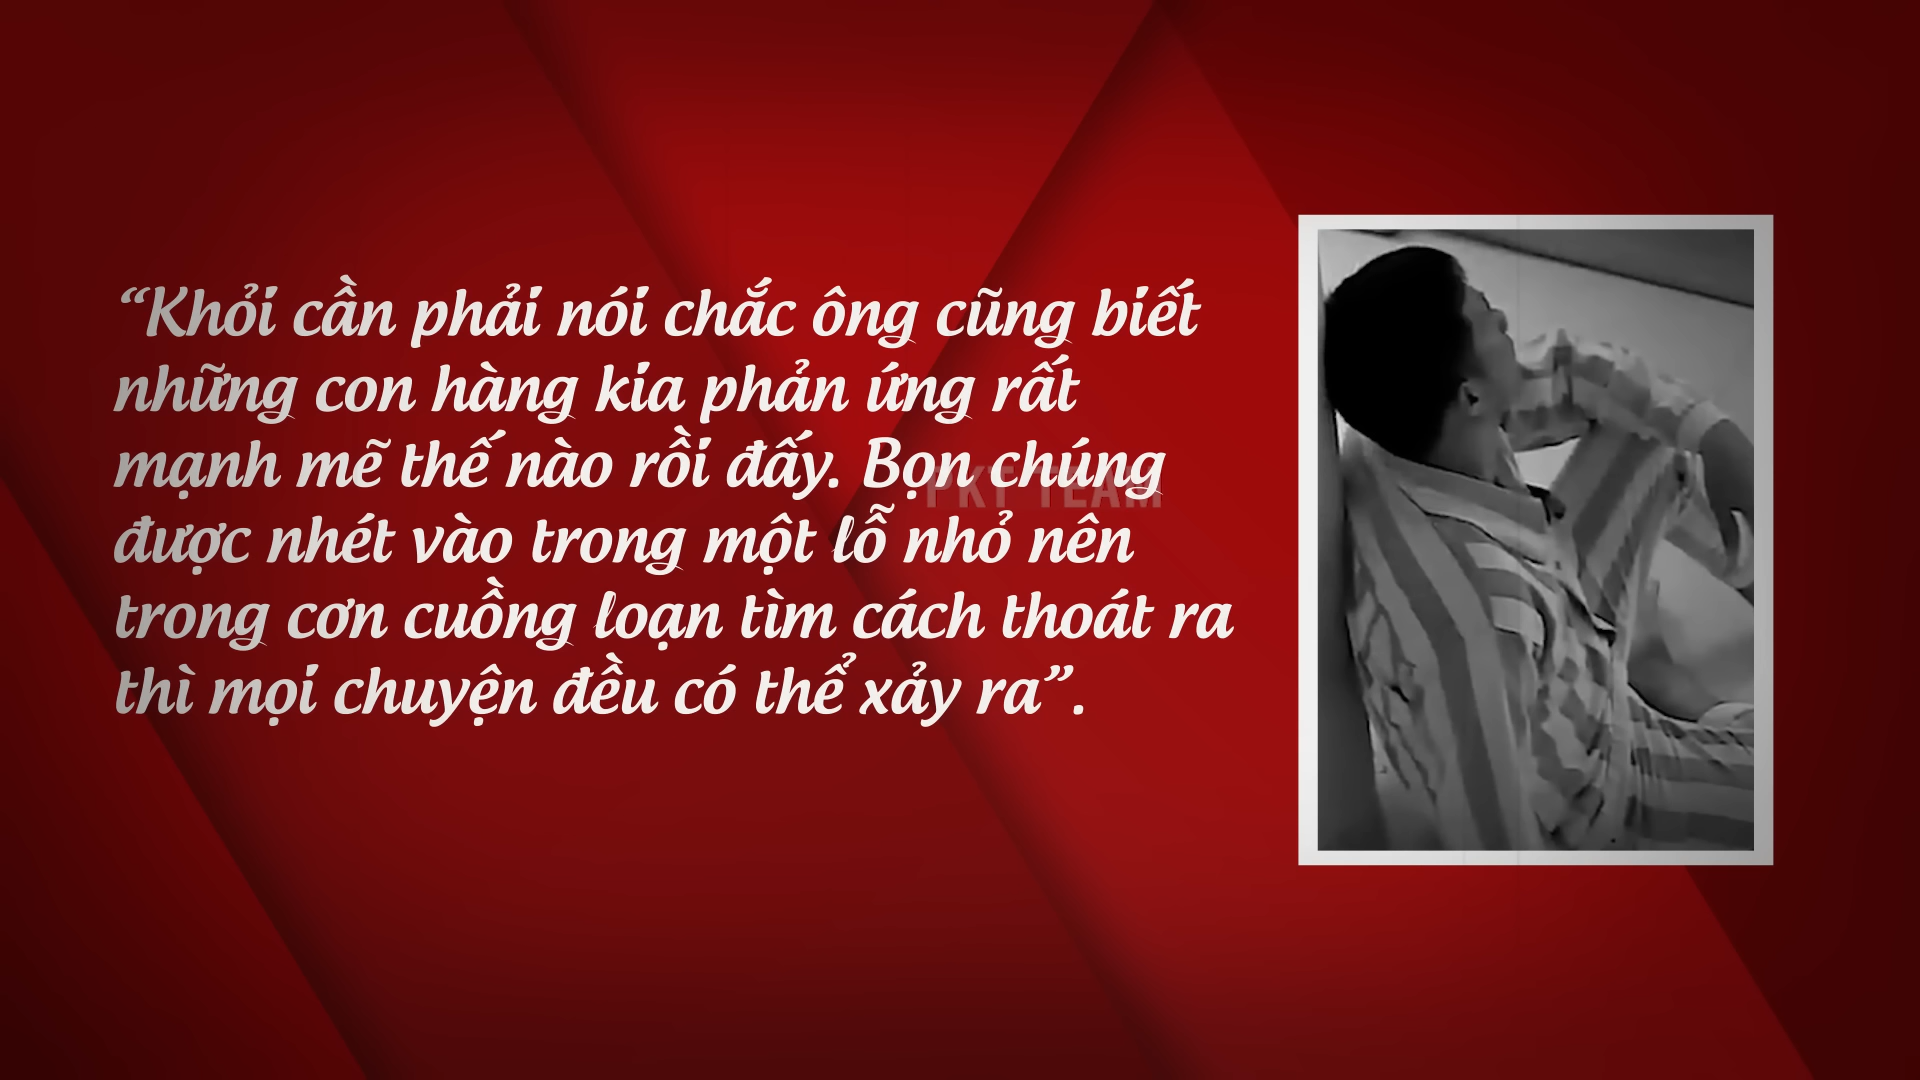 “Khỏi cần phải nói chắc ông cũng biết
những con hàng kia phản ứng rất
mạnh mẽ thế nào rồi đấy. Bọn chúng
PKT TEAM
được nhét vào trong một lỗ nhỏ nên
trong cơn cuồng loạn tìm cách thoát ra
thì mọi chuyện đều có thể xảy ra”.